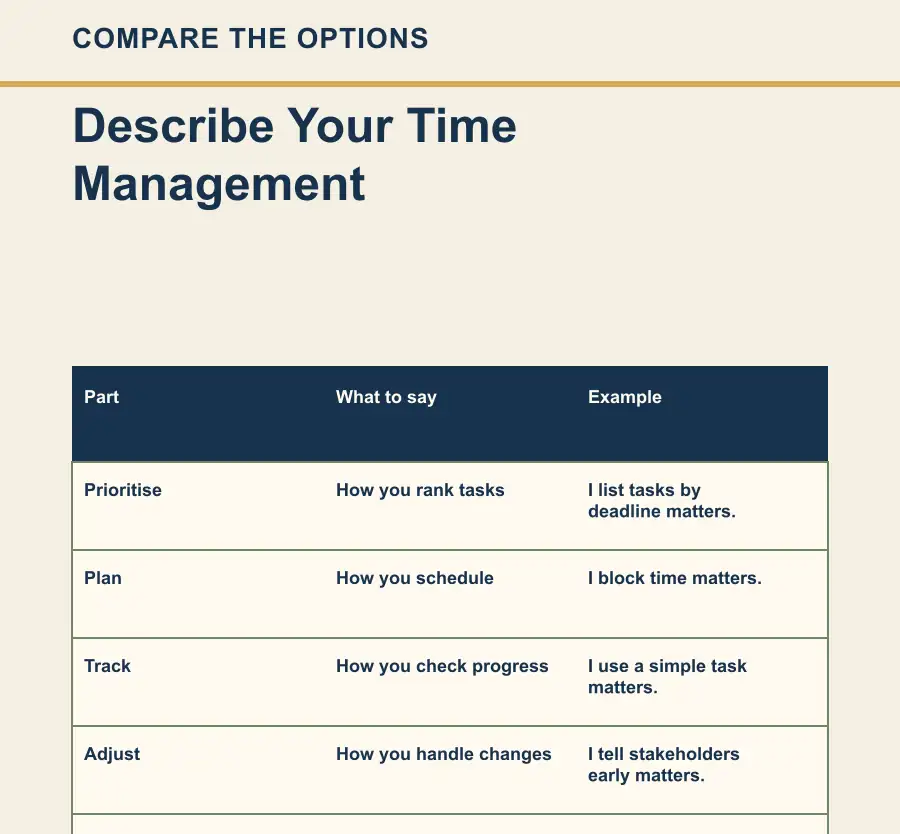 COMPARE THE OPTIONS
Describe Your Time
Management
Part What to say Example
Prioritise How you rank tasks I list tasks by
deadline matters.
Plan How you schedule I block time matters.
Track How you check progress I use a simple task
matters.
Adjust How you handle changes I tell stakeholders
early matters.